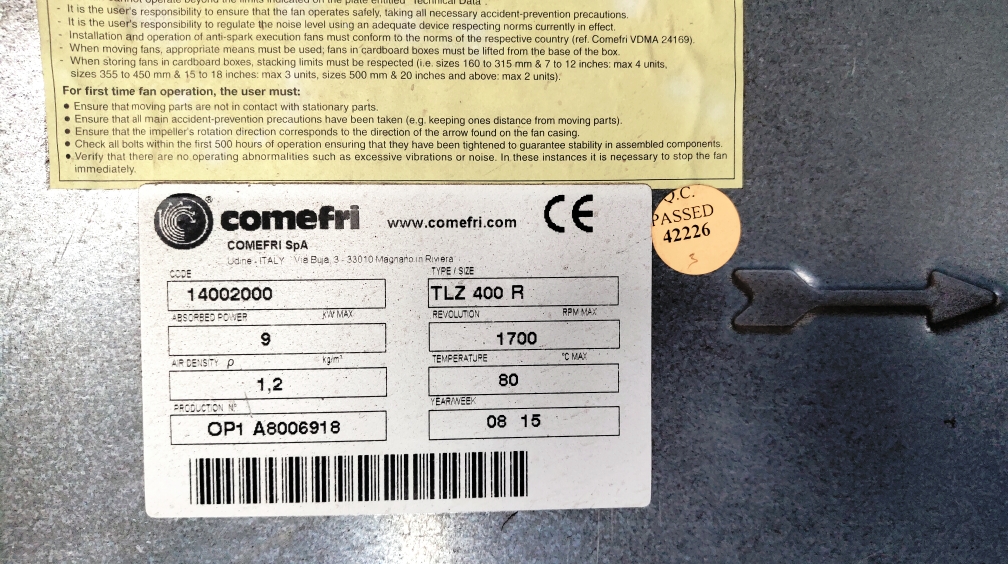 cannot operate beyond the limits indicated on the plate entitled "Technical Data".
- It is the user's responsibility to ensure that the fan operates safely, taking all necessary accident-prevention precautions.
- It is the user's responsibility to regulate the noise level using an adequate device respecting norms currently in effect.
- Installation and operation of anti-spark execution fans must conform to the norms of the respective country (ref. Comefri VDMA 24169).
- When moving fans, appropriate means must be used; fans in cardboard boxes must be lifted from the base of the box.
- When storing fans in cardboard boxes, stacking limits must be respected (i.e. sizes 160 to 315 mm & 7 to 12 inches: max 4 units,
sizes 355 to 450 mm & 15 to 18 inches: max 3 units, sizes 500 mm & 20 inches and above: max 2 units).
For first time fan operation, the user must:
● Ensure that moving parts are not in contact with stationary parts.
● Ensure that all main accident-prevention precautions have been taken (e.g. keeping ones distance from moving parts).
● Ensure that the impeller's rotation direction corresponds to the direction of the arrow found on the fan casing.
● Check all bolts within the first 500 hours of operation ensuring that they have been tightened to guarantee stability in assembled components.
● Verify that there are no operating abnormalities such as excessive vibrations or noise. In these instances it is necessary to stop the fan
immediately.
comefri® www.comefri.com CE
COMEFRI SpA
Udine - ITALY Via Buja, 3 - 33010 Magnano in Riviera
Q.C.
PASSED
42226
3
CODE TYPE / SIZE
14002000 TLZ 400 R
ABSORBED POWER KW MAX REVOLUTION RPM MAX
9 1700
AIR DENSITY ρ kg/m³ TEMPERATURE °C MAX
1,2 80
PRODUCTION N° YEAR/WEEK
OP1 A8006918 08 15